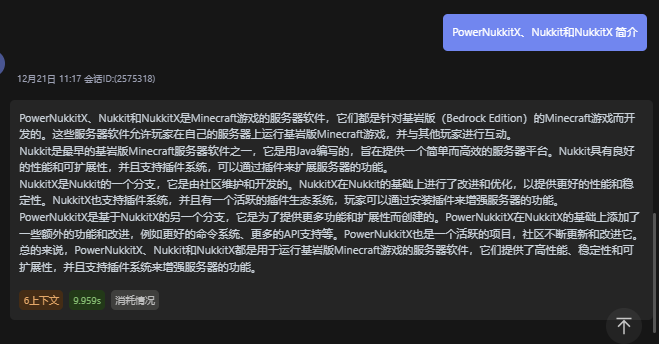 PowerNukkitX、Nukkit和NukkitX 简介
12月21日 11:17 会话ID:(2575318)
PowerNukkitX、Nukkit和NukkitX是Minecraft游戏的服务器软件，它们都是针对基岩版（Bedrock Edition）的Minecraft游戏而开
发的。这些服务器软件允许玩家在自己的服务器上运行基岩版Minecraft游戏，并与其他玩家进行互动。
Nukkit是最早的基岩版Minecraft服务器软件之一，它是用Java编写的，旨在提供一个简单而高效的服务器平台。Nukkit具有良好
的性能和可扩展性，并且支持插件系统，可以通过插件来扩展服务器的功能。
NukkitX是Nukkit的一个分支，它是由社区维护和开发的。NukkitX在Nukkit的基础上进行了改进和优化，以提供更好的性能和稳
定性。NukkitX也支持插件系统，并且有一个活跃的插件生态系统，玩家可以通过安装插件来增强服务器的功能。
PowerNukkitX是基于NukkitX的另一个分支，它是为了提供更多功能和扩展性而创建的。PowerNukkitX在NukkitX的基础上添加了
一些额外的功能和改进，例如更好的命令系统、更多的API支持等。PowerNukkitX也是一个活跃的项目，社区不断更新和改进它。
总的来说，PowerNukkitX、Nukkit和NukkitX都是用于运行基岩版Minecraft游戏的服务器软件，它们提供了高性能、稳定性和可
扩展性，并且支持插件系统来增强服务器的功能。
6上下文 9.959s 消耗情况